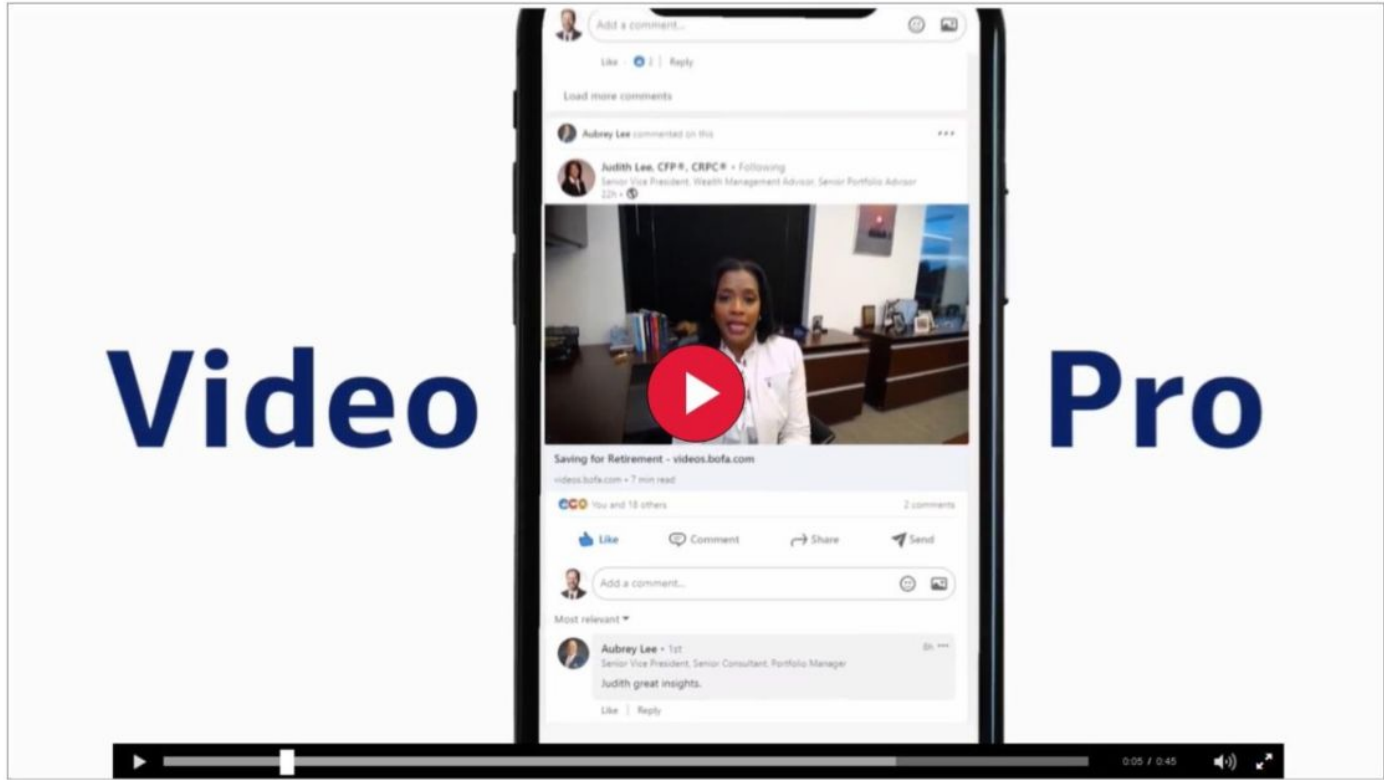 Add a comment...
Like · 2 | Reply
Load more comments
Aubrey Lee commented on this
Judith Lee, CFP®, CRPC® • Following
Senior Vice President, Wealth Management Advisor, Senior Portfolio Advisor
22h •
Video
Pro
Saving for Retirement - videos.bofa.com
videos.bofa.com • 7 min read
You and 18 others
2 comments
Like
Comment
Share
Send
Add a comment...
Most relevant
Aubrey Lee • 1st
8h
Senior Vice President, Senior Consultant, Portfolio Manager
Judith great insights.
Like | Reply
0:05 / 0:45